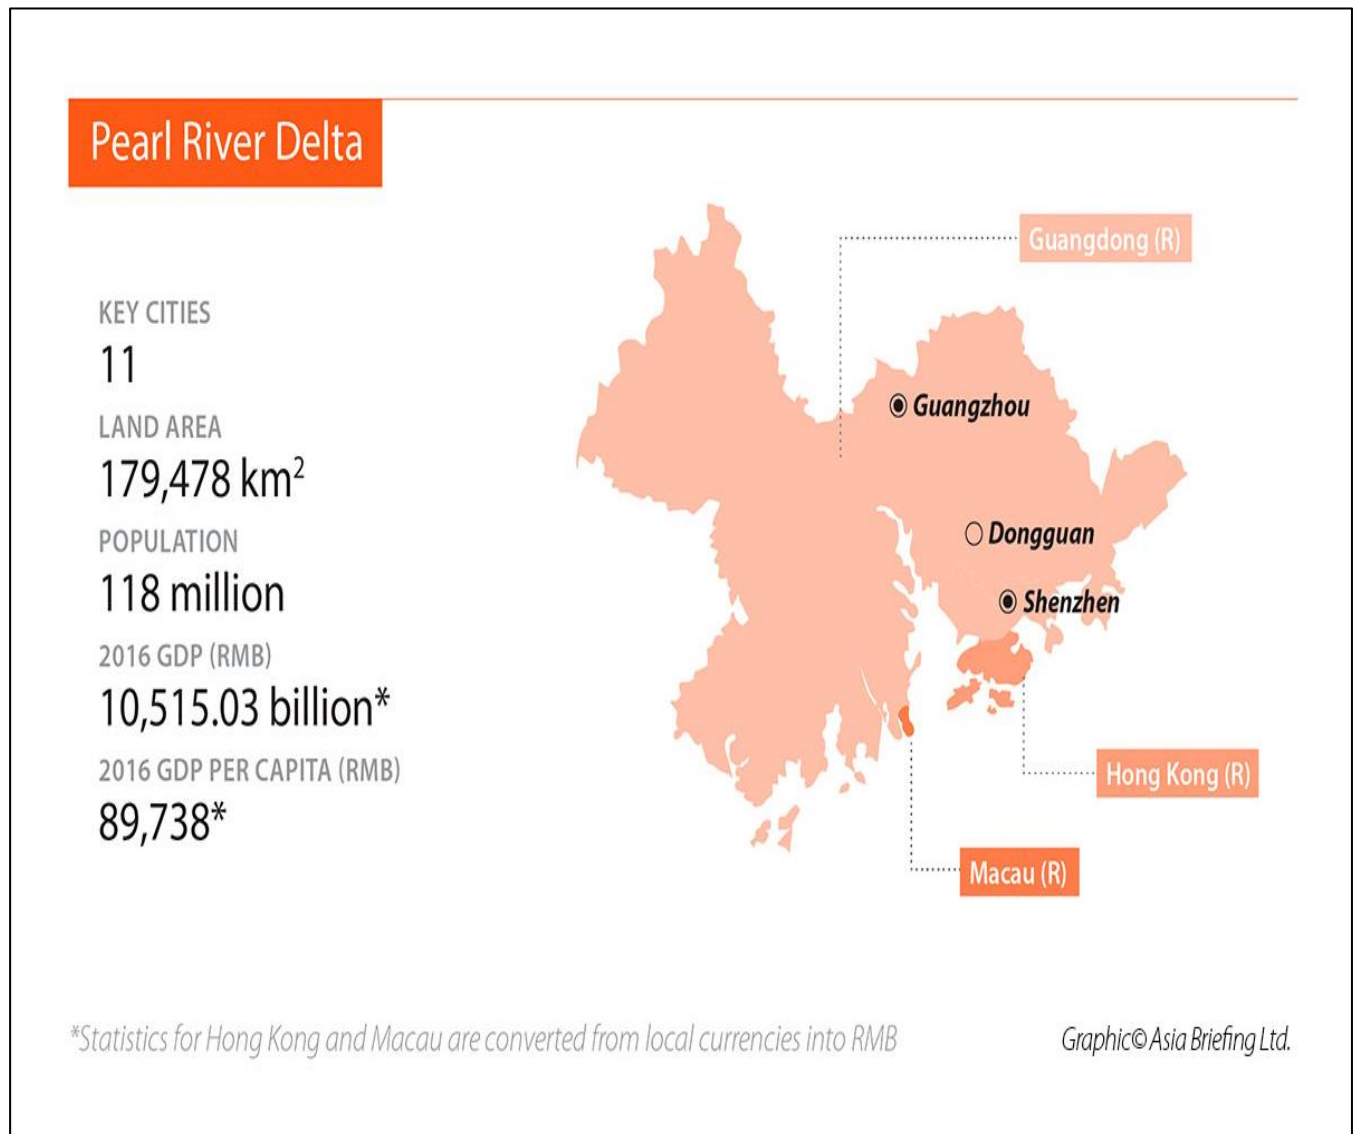 Pearl River Delta
KEY CITIES
11
LAND AREA
179,478 km²
POPULATION
118 million
2016 GDP (RMB)
10,515.03 billion*
2016 GDP PER CAPITA (RMB)
89,738*
Guangdong (R)
Guangzhou
Dongguan
Shenzhen
Hong Kong (R)
Macau (R)
*Statistics for Hong Kong and Macau are converted from local currencies into RMB
Graphic© Asia Briefing Ltd.